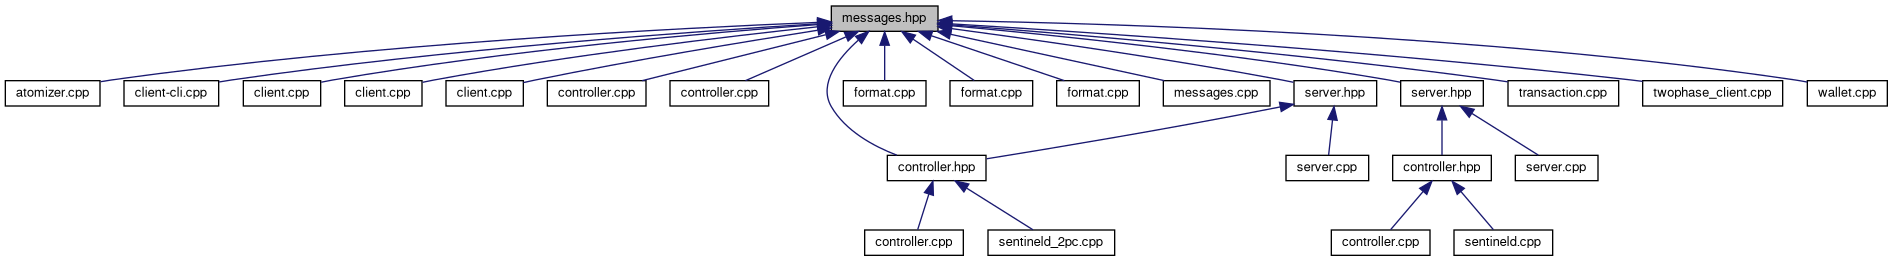 messages.hpp
atomizer.cpp
client-cli.cpp
client.cpp
client.cpp
client.cpp
controller.cpp
controller.cpp
format.cpp
format.cpp
format.cpp
messages.cpp
server.hpp
server.hpp
transaction.cpp
twophase_client.cpp
wallet.cpp
controller.hpp
server.cpp
controller.hpp
server.cpp
controller.cpp
sentineld_2pc.cpp
controller.cpp
sentineld.cpp